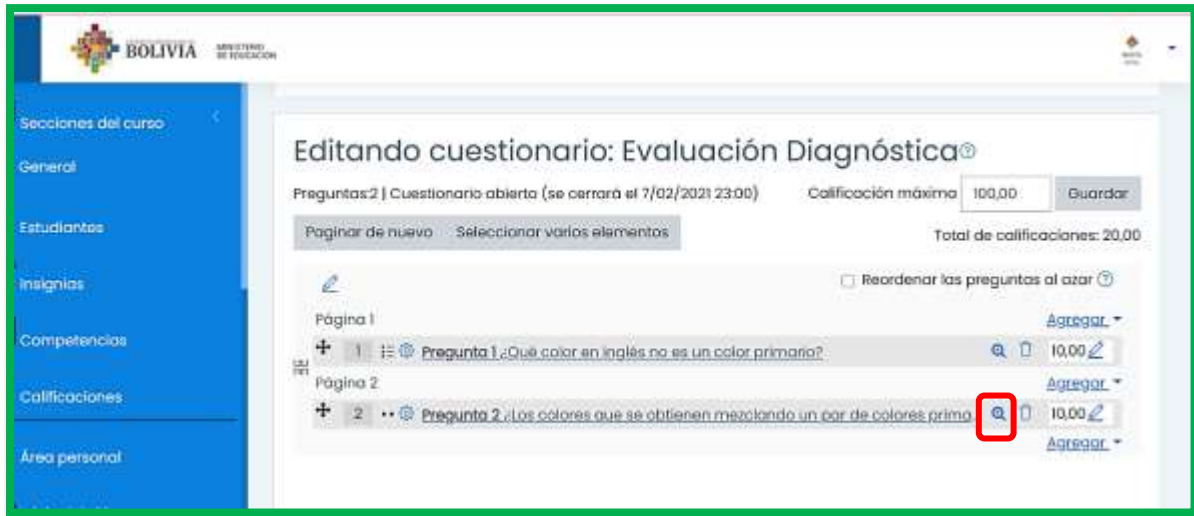 BOLIVIA MINISTERIO DE EDUCACIÓN
Secciones del curso
General
Estudiantes
Insignias
Competencias
Calificaciones
Área personal
Editando cuestionario: Evaluación Diagnóstica
Preguntas:2 | Cuestionario abierto (se cerrará el 7/02/2021 23:00) Calificación máxima 100,00 Guardar
Paginar de nuevo Seleccionar varios elementos Total de calificaciones: 20,00
Reordenar las preguntas al azar
Página 1 Agregar
1 Pregunta 1 ¿Qué color en inglés no es un color primario? 10,00
Página 2 Agregar
2 Pregunta 2 ¿Los colores que se obtienen mezclando un par de colores primo 10,00
Agregar